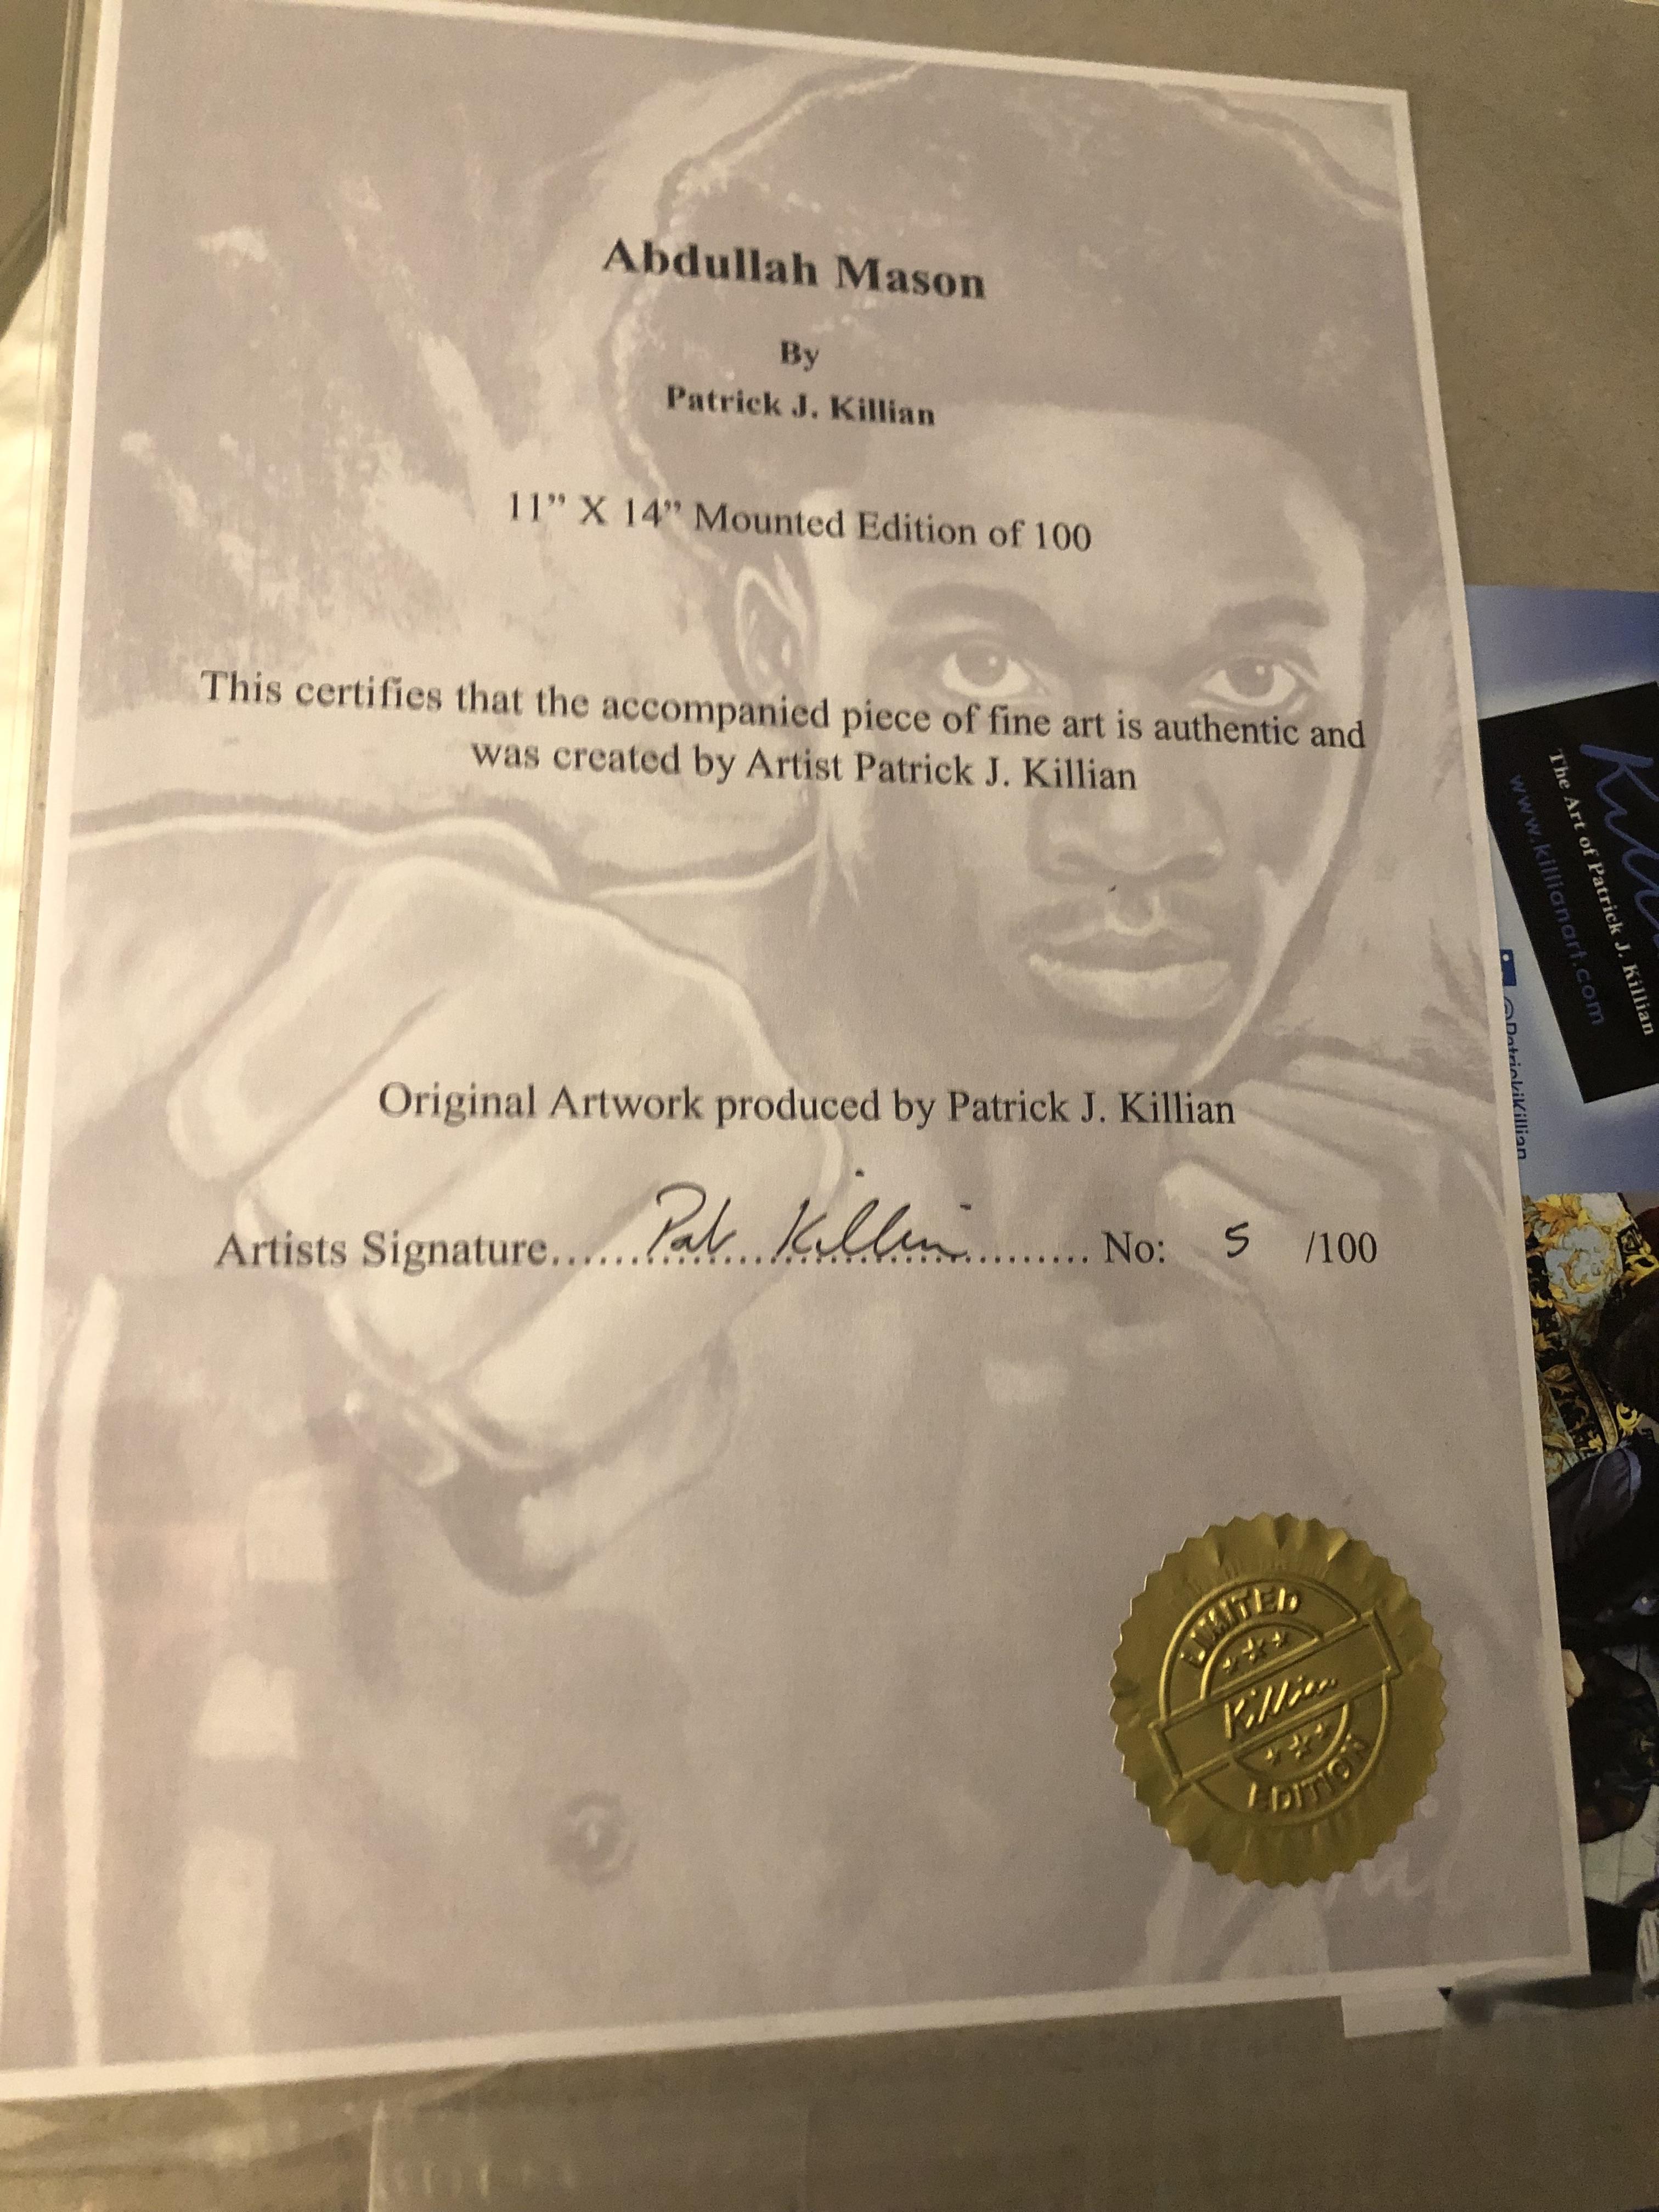 Abdullah Mason
By
Patrick J. Killian
11” X 14” Mounted Edition of 100
This certifies that the accompanied piece of fine art is authentic and
was created by Artist Patrick J. Killian
Original Artwork produced by Patrick J. Killian
Artists Signature.....Pat Killian......... No: 5 /100
LIMITED
Killian
EDITION
The Art of Patrick J. Killian
www.killianart.com
@PatrickiKillian